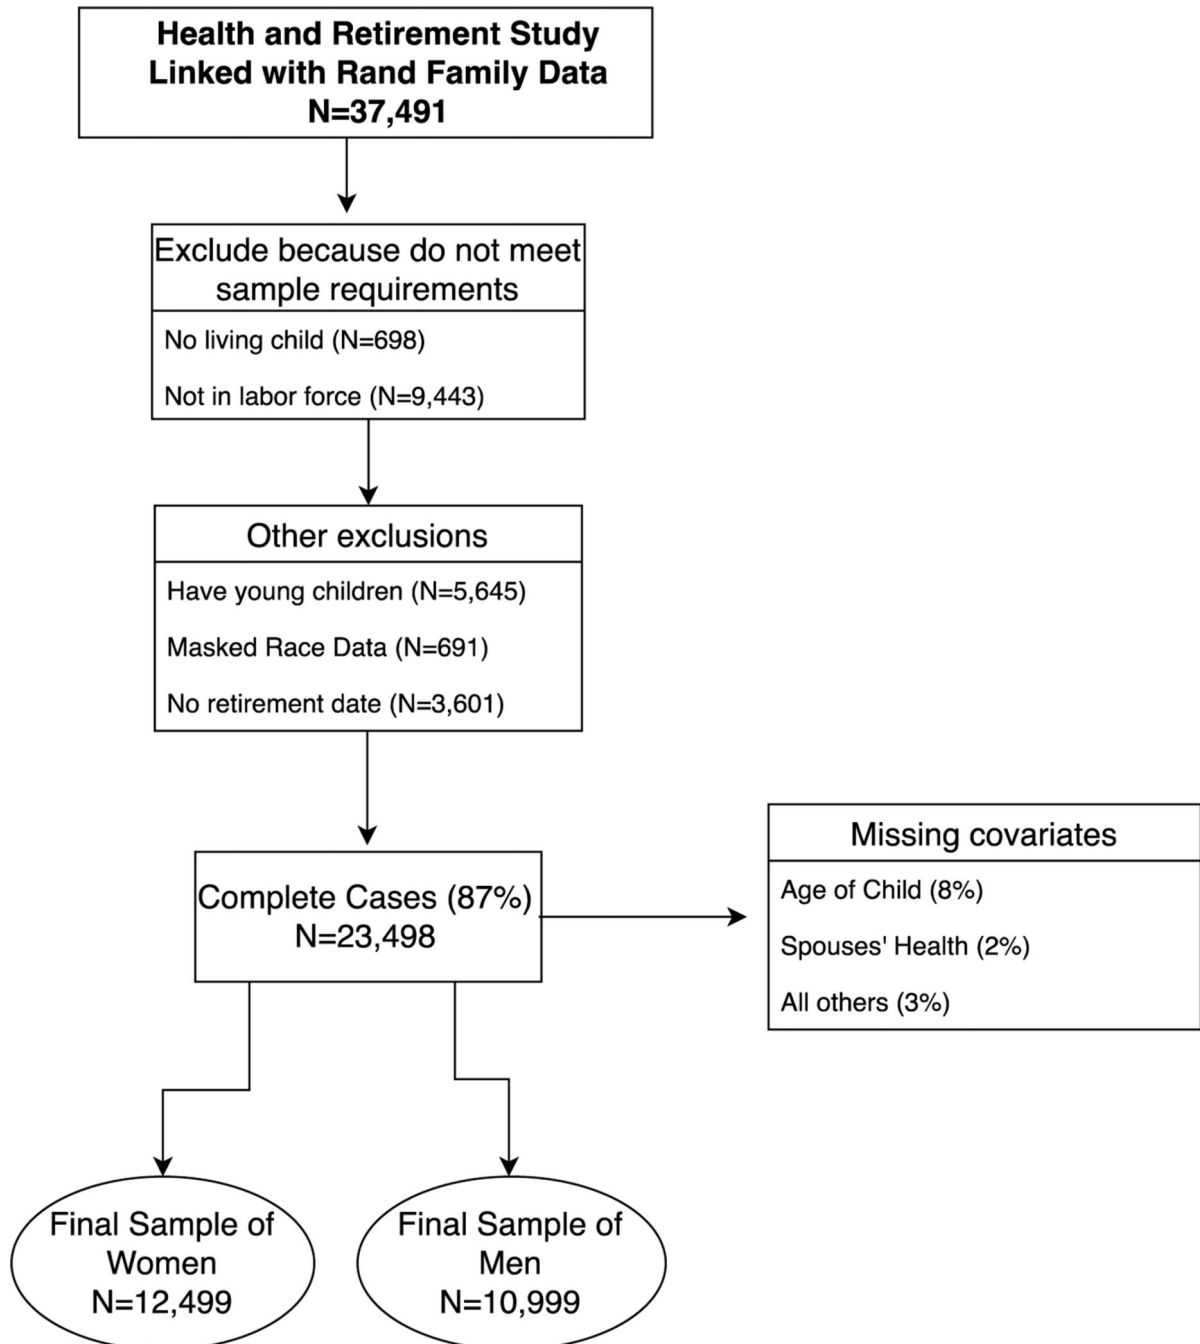 Health and Retirement Study
Linked with Rand Family Data
N=37,491
Exclude because do not meet
sample requirements
No living child (N=698)
Not in labor force (N=9,443)
Other exclusions
Have young children (N=5,645)
Masked Race Data (N=691)
No retirement date (N=3,601)
Complete Cases (87%)
N=23,498
Missing covariates
Age of Child (8%)
Spouses' Health (2%)
All others (3%)
Final Sample of
Women
N=12,499
Final Sample of
Men
N=10,999